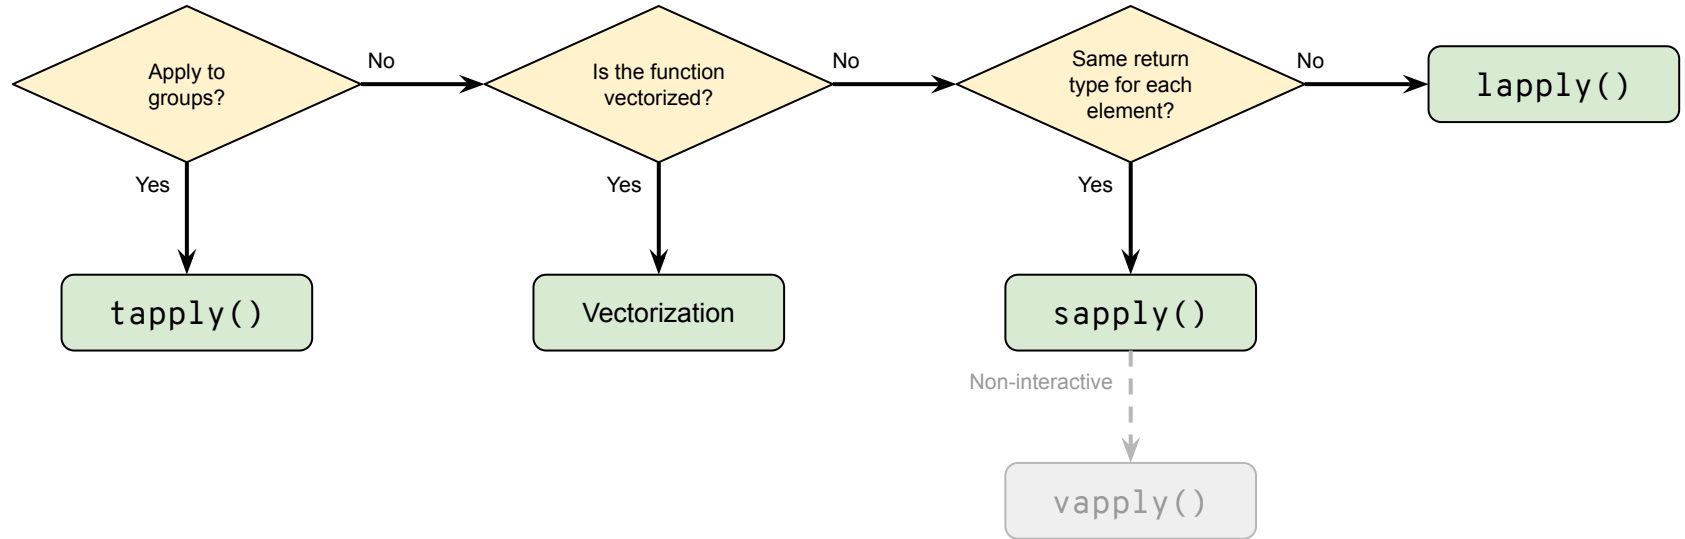 Apply to
groups?
No
Is the function
vectorized?
No
Same return
type for each
element?
No
lapply()
Yes
Yes
Yes
tapply()
Vectorization
sapply()
Non-interactive
vapply()